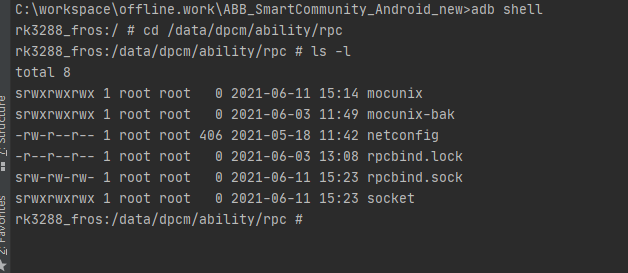 C:\workspace\offline.work\ABB_SmartCommunity_Android_new>adb shell
rk3288_fros:/ # cd /data/dpcm/ability/rpc
rk3288_fros:/data/dpcm/ability/rpc # ls -l
total 8
srwxrwxrwx 1 root root   0 2021-06-11 15:14 mocunix
srwxrwxrwx 1 root root   0 2021-06-03 11:49 mocunix-bak
-rw-r--r-- 1 root root 406 2021-05-18 11:42 netconfig
-r--r--r-- 1 root root   0 2021-06-03 13:08 rpcbind.lock
srw-rw-rw- 1 root root   0 2021-06-11 15:23 rpcbind.sock
srwxrwxrwx 1 root root   0 2021-06-11 15:23 socket
rk3288_fros:/data/dpcm/ability/rpc #
7: Structure
2: Favorites